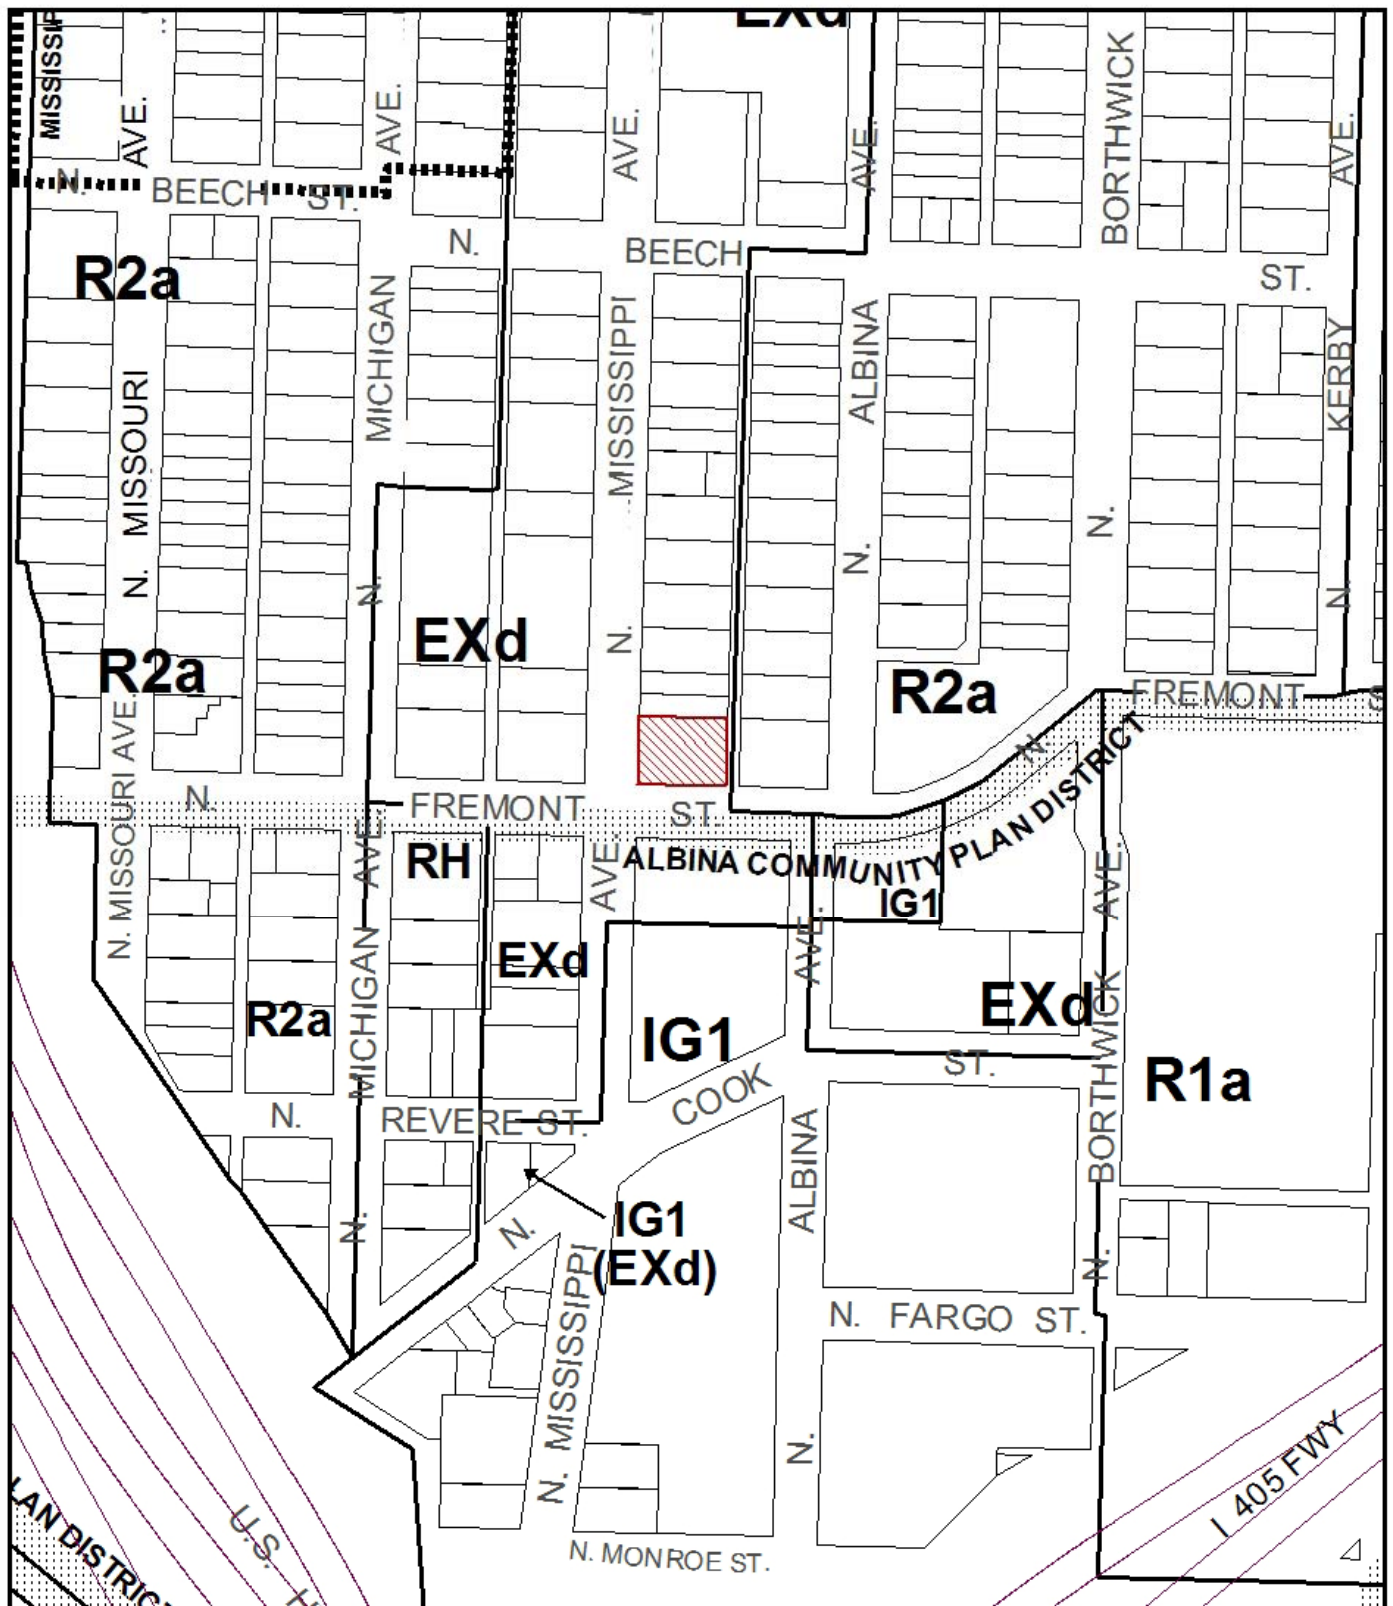 EXd
MISSISSIP
AVE.
AVE.
AVE.
AVE.
BORTHWICK
AVE.
N. BEECH ST.
N.
BEECH
ST.
R2a
MICHIGAN
MISSISSIPPI
ALBINA
KERBY
MISSOURI
N.
N.
N.
N.
N.
N.
EXd
R2a
R2a
FREMONT
S
N. MISSOURI AVE.
N.
FREMONT
ST.
N
ALBINA COMMUNITY PLAN DISTRICT
RH
AVE.
AVE.
AVE.
AVE.
IG1
EXd
EXd
R2a
MICHIGAN
IG1
BORTHWICK
R1a
ST.
COOK
N.
REVERE ST.
ALBINA
BORTHWICK
IG1
(EXd)
N.
N.
N.
N. MISSISSIPPI
N. FARGO ST.
N.
I 405 FWY
LAN DISTRICT
U.S. H
N. MONROE ST.